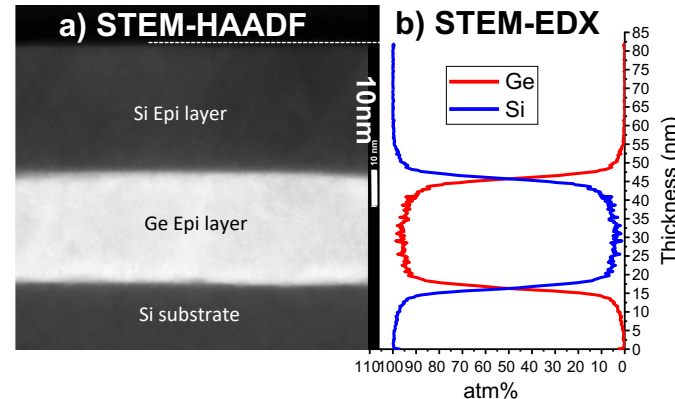 a) STEM-HAADF
b) STEM-EDX
Si Epi layer
10nm
10 nm
Ge Epi layer
Si substrate
Ge
Si
85
80
75
70
65
60
55
50
45
40
35
30
25
20
15
10
5
0
Thickness (nm)
110 100 90 80 70 60 50 40 30 20 10 0
atm%